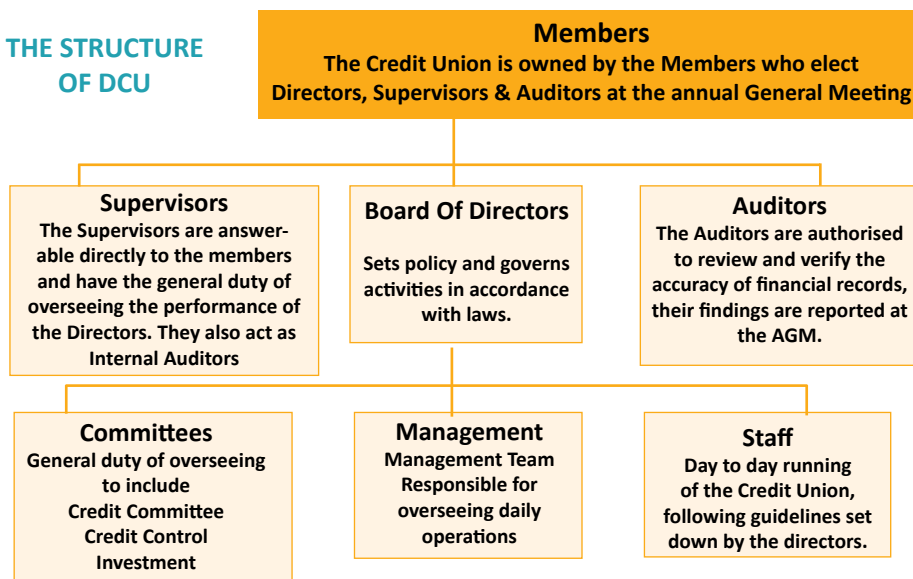 THE STRUCTURE
OF DCU
Members
The Credit Union is owned by the Members who elect
Directors, Supervisors & Auditors at the annual General Meeting
Supervisors
The Supervisors are answer-
able directly to the members
and have the general duty of
overseeing the performance of
the Directors. They also act as
Internal Auditors
Board Of Directors
Sets policy and governs
activities in accordance
with laws.
Auditors
The Auditors are authorised
to review and verify the
accuracy of financial records,
their findings are reported at
the AGM.
Committees
General duty of overseeing
to include
Credit Committee
Credit Control
Investment
Management
Management Team
Responsible for
overseeing daily
operations
Staff
Day to day running
of the Credit Union,
following guidelines set
down by the directors.